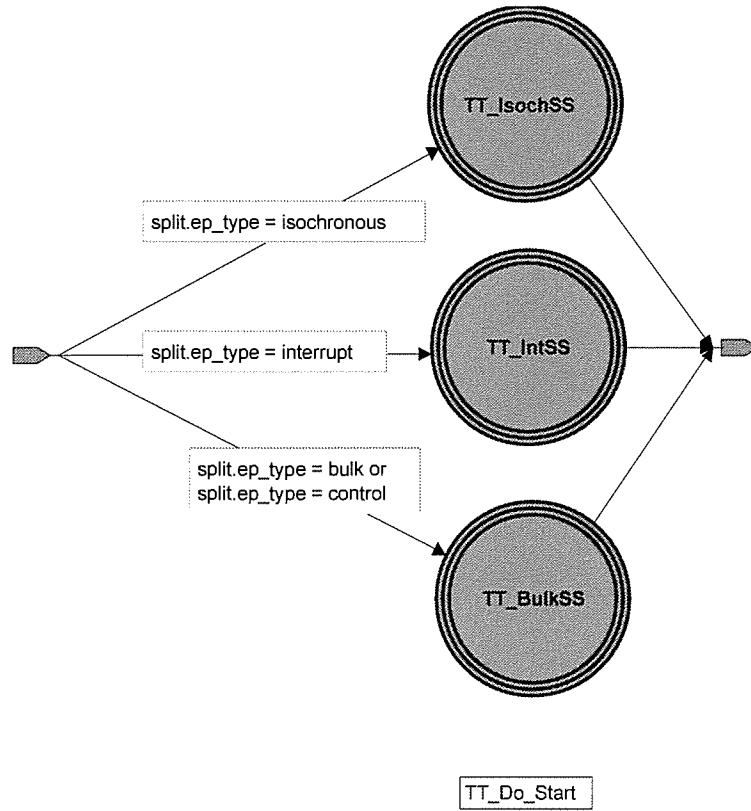 TT_IsochSS
split.ep_type = isochronous
split.ep_type = interrupt
TT_IntSS
split.ep_type = bulk or
split.ep_type = control
TT_BulkSS
TT_Do_Start